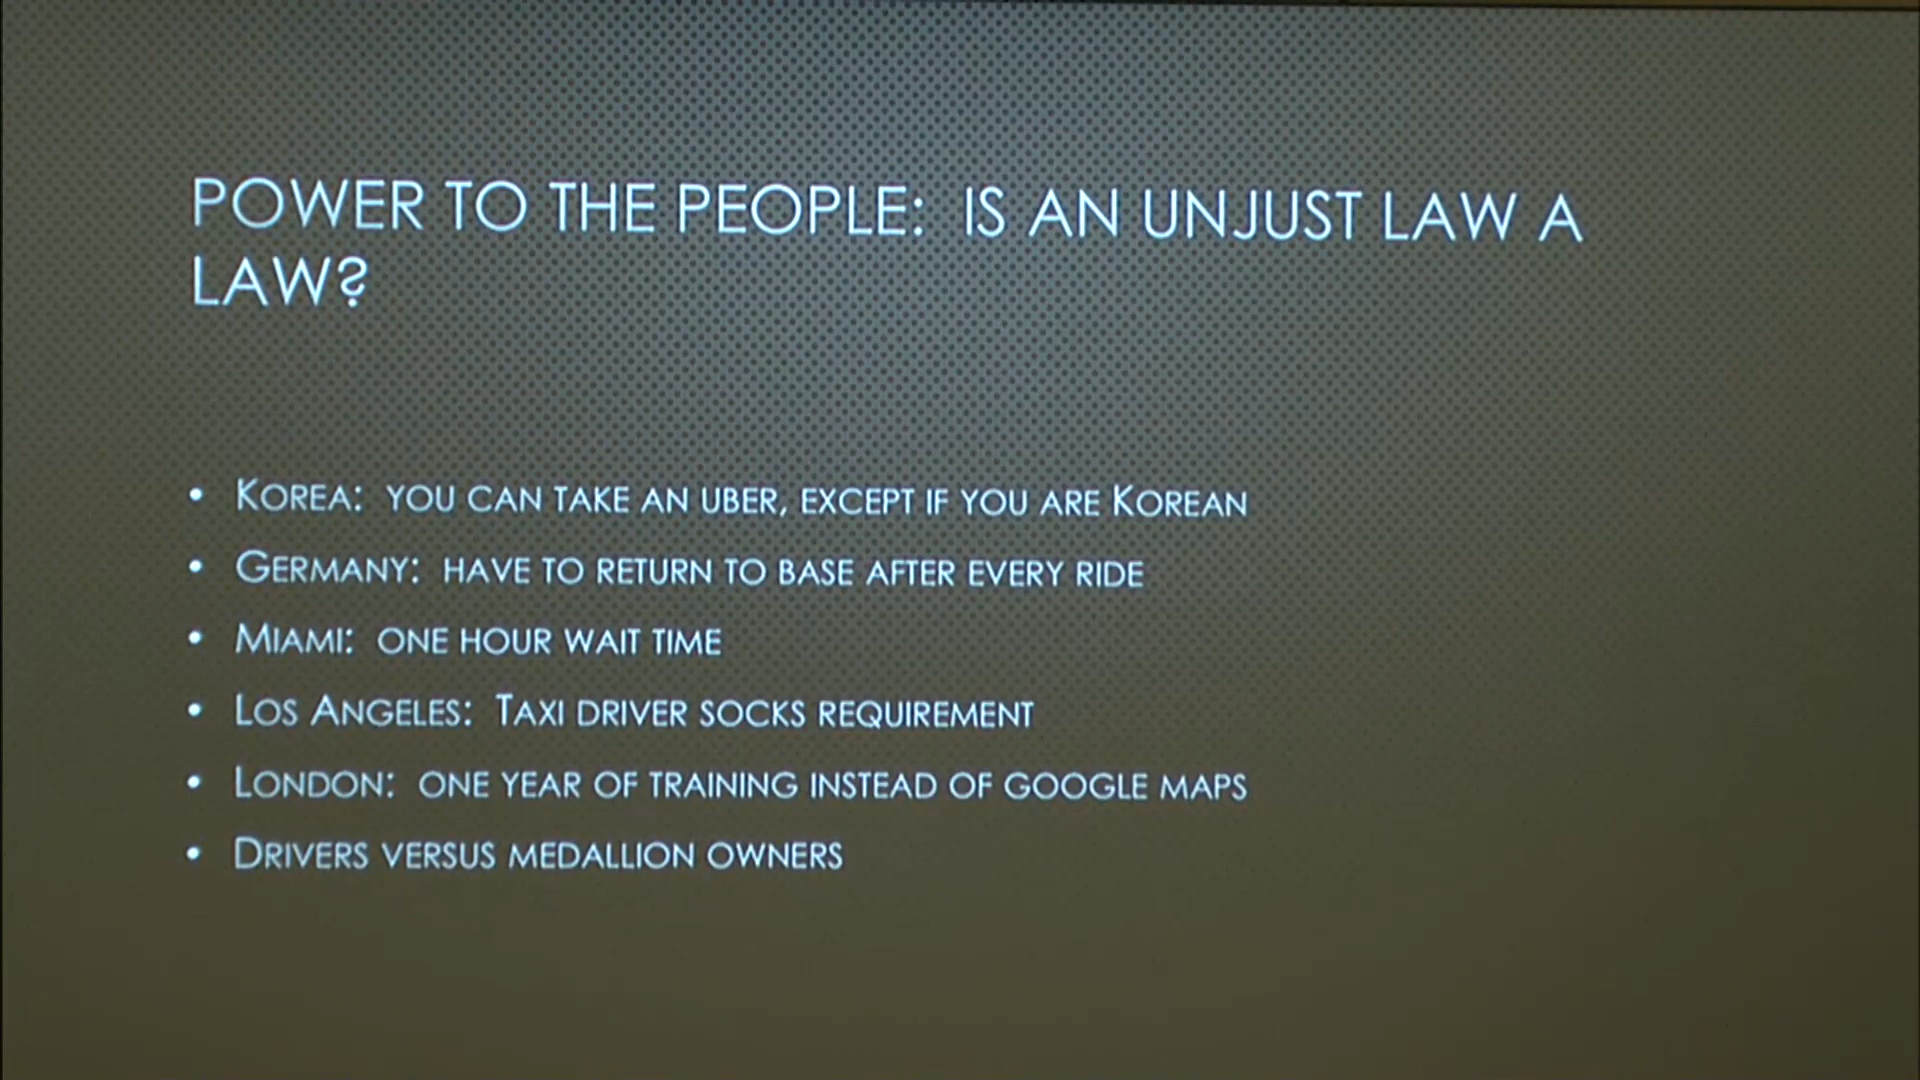 POWER TO THE PEOPLE: IS AN UNJUST LAW A
LAW?
• KOREA: YOU CAN TAKE AN UBER, EXCEPT IF YOU ARE KOREAN
• GERMANY: HAVE TO RETURN TO BASE AFTER EVERY RIDE
• MIAMI: ONE HOUR WAIT TIME
• LOS ANGELES: TAXI DRIVER SOCKS REQUIREMENT
• LONDON: ONE YEAR OF TRAINING INSTEAD OF GOOGLE MAPS
• DRIVERS VERSUS MEDALLION OWNERS